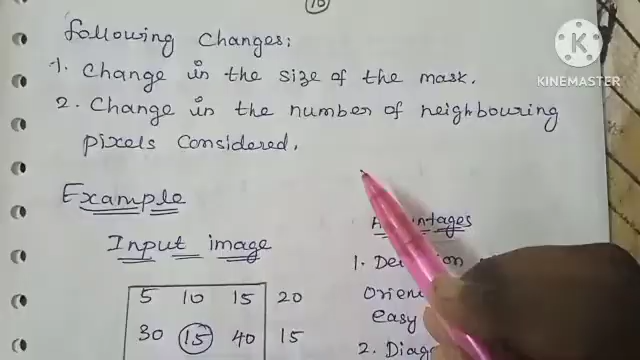 10
following changes:
1. Change in the size of the mask.
2. Change in the number of neighbouring
pixels considered.
Example
Input image
5 10 15 20
30 15 40 15
1.
easy
2.
KINEMASTER